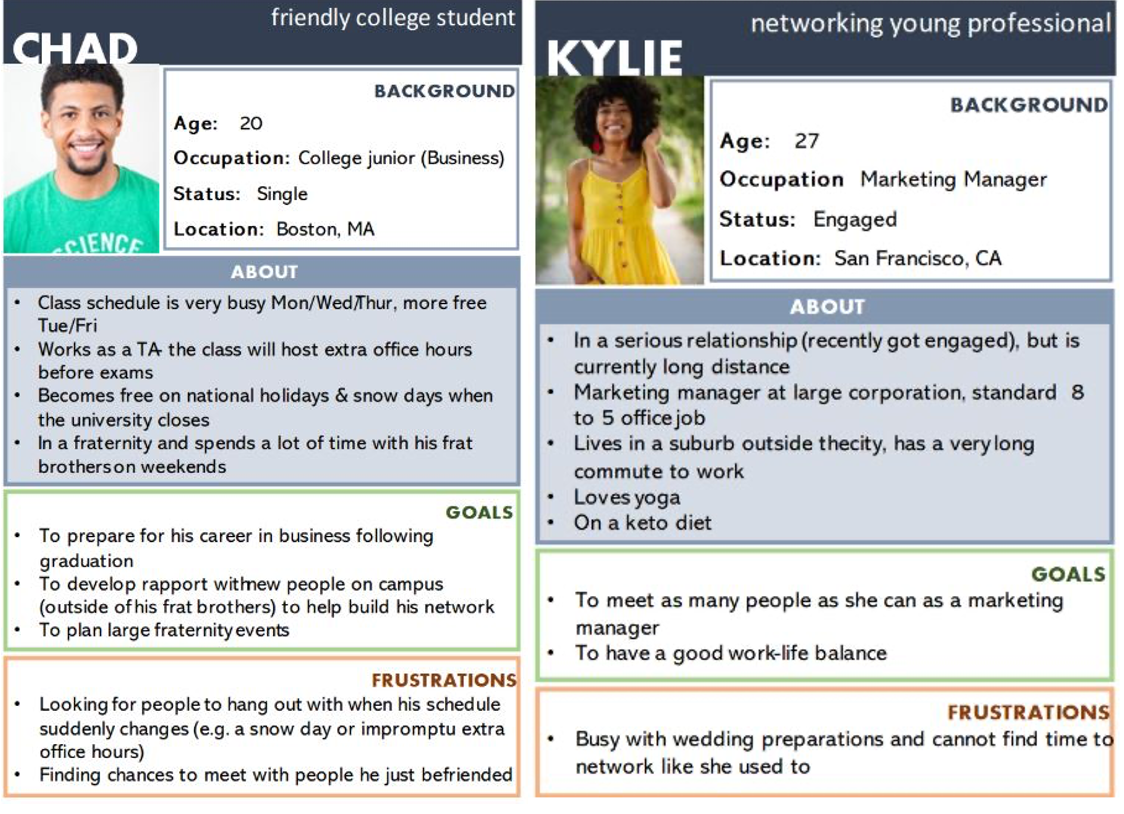 friendly college student
CHAD
BACKGROUND
Age: 20
Occupation: College junior (Business)
Status: Single
Location: Boston, MA
SCIENCE
ABOUT
• Class schedule is very busy Mon/Wed/Thur, more free
Tue/Fri
• Works as a TA- the class will host extra office hours
before exams
• Becomes free on national holidays & snow days when
the university closes
• In a fraternity and spends a lot of time with his frat
brothers on weekends
GOALS
• To prepare for his career in business following
graduation
• To develop rapport with new people on campus
(outside of his frat brothers) to help build his network
• To plan large fraternity events
FRUSTRATIONS
• Looking for people to hang out with when his schedule
suddenly changes (e.g. a snow day or impromptu extra
office hours)
• Finding chances to meet with people he just befriended
networking young professional
KYLIE
BACKGROUND
Age: 27
Occupation Marketing Manager
Status: Engaged
Location: San Francisco, CA
ABOUT
• In a serious relationship (recently got engaged), but is
currently long distance
• Marketing manager at large corporation, standard 8
to 5 office job
• Lives in a suburb outside thecity, has a very long
commute to work
• Loves yoga
• On a keto diet
GOALS
• To meet as many people as she can as a marketing
manager
• To have a good work-life balance
FRUSTRATIONS
• Busy with wedding preparations and cannot find time to
network like she used to